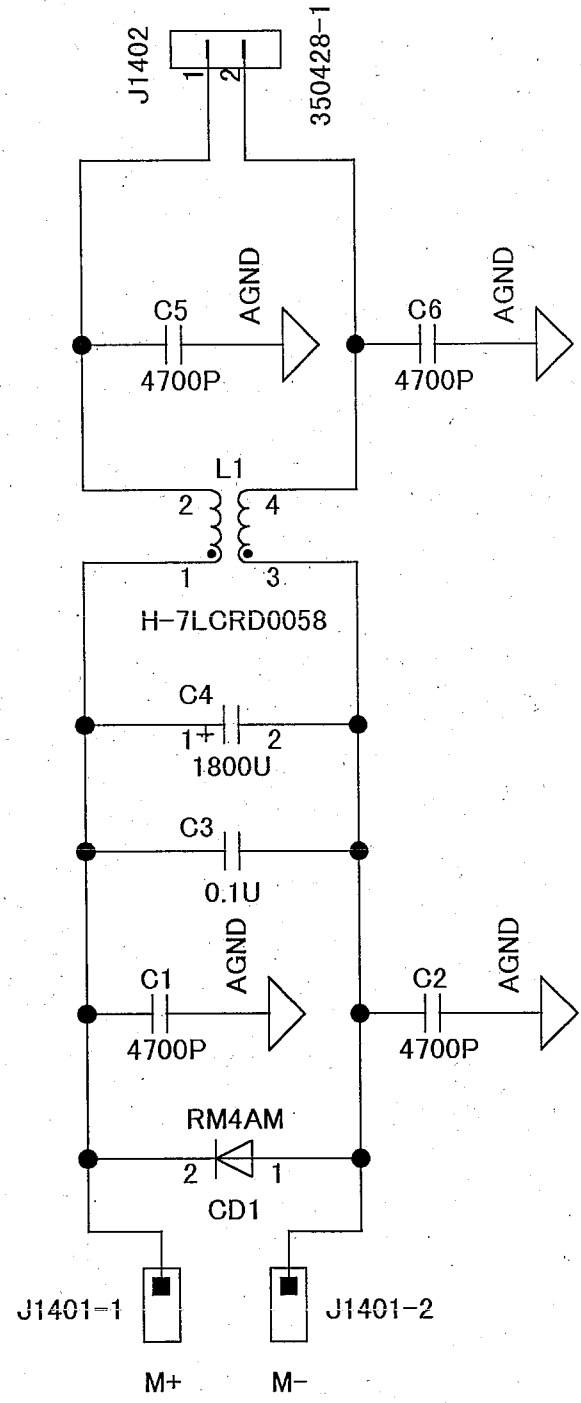 J1402
1
2
350428-1
C5
AGND
4700P
C6
AGND
4700P
L1
2
4
1
3
H-7LCRD0058
C4
1+
2
1800U
C3
0.1U
C1
AGND
4700P
C2
AGND
4700P
RM4AM
2
1
CD1
J1401-1
J1401-2
M+
M-